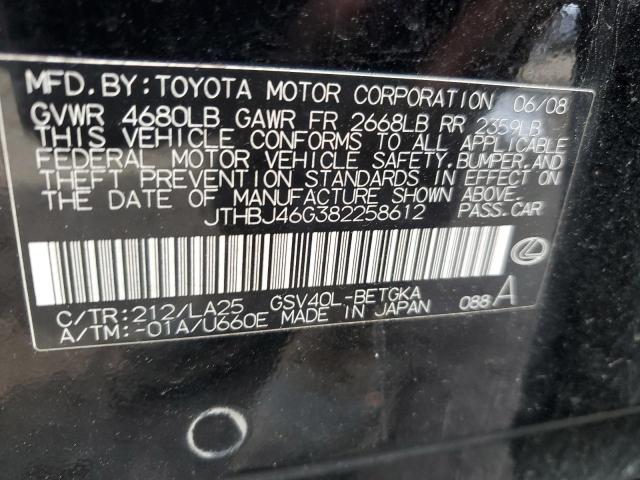 MFD. BY: TOYOTA MOTOR CORPORATION 06/08
GVWR 4680LB GAWR FR 2668LB RR 2359LB
THIS VEHICLE CONFORMS TO ALL APPLICABLE
FEDERAL MOTOR VEHICLE SAFETY, BUMPER, AND
THEFT PREVENTION STANDARDS IN EFFECT ON
THE DATE OF MANUFACTURE SHOWN ABOVE.
JTHBJ46G382258612 PASS. CAR
C/TR: 212/LA25 GSV40L-BETGKA
A/TM: -01A/U660E MADE IN JAPAN 088 A